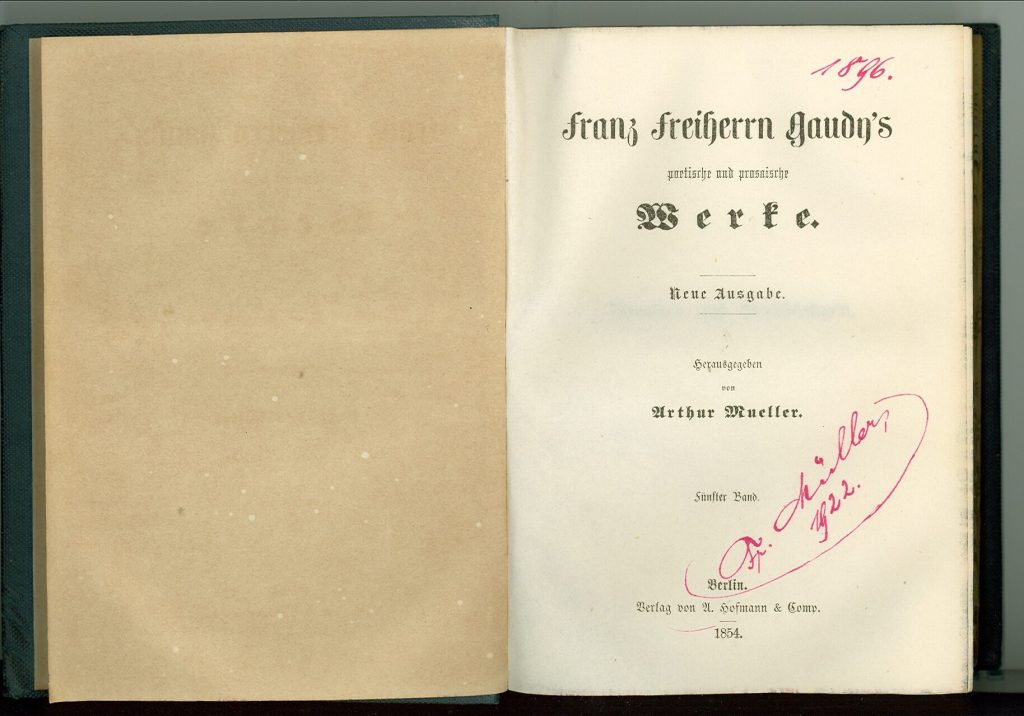 1896.
Franz Freiherrn Gaudy's
poetische und prosaische
Werke.
Neue Ausgabe.
Herausgegeben
von
Arthur Mueller.
Fünfter Band.
Fr. Müller,
1922.
Berlin.
Verlag von A. Hofmann & Comp.
1854.